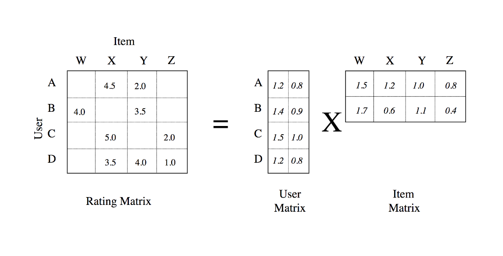 Item
W X Y Z W X Y Z
A 4.5 2.0 A 1.2 0.8 1.5 1.2 1.0 0.8
B 4.0 3.5 B 1.4 0.9 1.7 0.6 1.1 0.4
User = X
C 5.0 2.0 C 1.5 1.0
D 3.5 4.0 1.0 D 1.2 0.8
Rating Matrix
User
Matrix
Item
Matrix